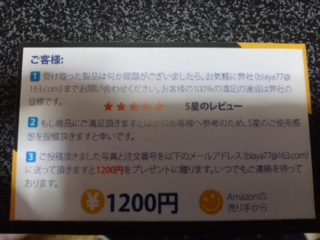 ご客様:
1 受け取った製品は何か問題がございましたら、お気軽に弊社(blaya77@
163.com)までお問い合わせください。お客様の100%の満足の達成は弊社の
目標です。
★★★★★ 5星のレビュー
2 もし商品にご満足頂きますとほかのお客様へ参考のため、5星のご使用感
想を投稿頂きますと幸いです。
3 ご投稿頂きました写真と注文番号を以下のメールアドレス(blaya77@163.com)
に送って頂きますと1200円をプレゼントに贈ります。いつでもご連絡を待って
おります。
¥1200円
Amazonの
売り手から